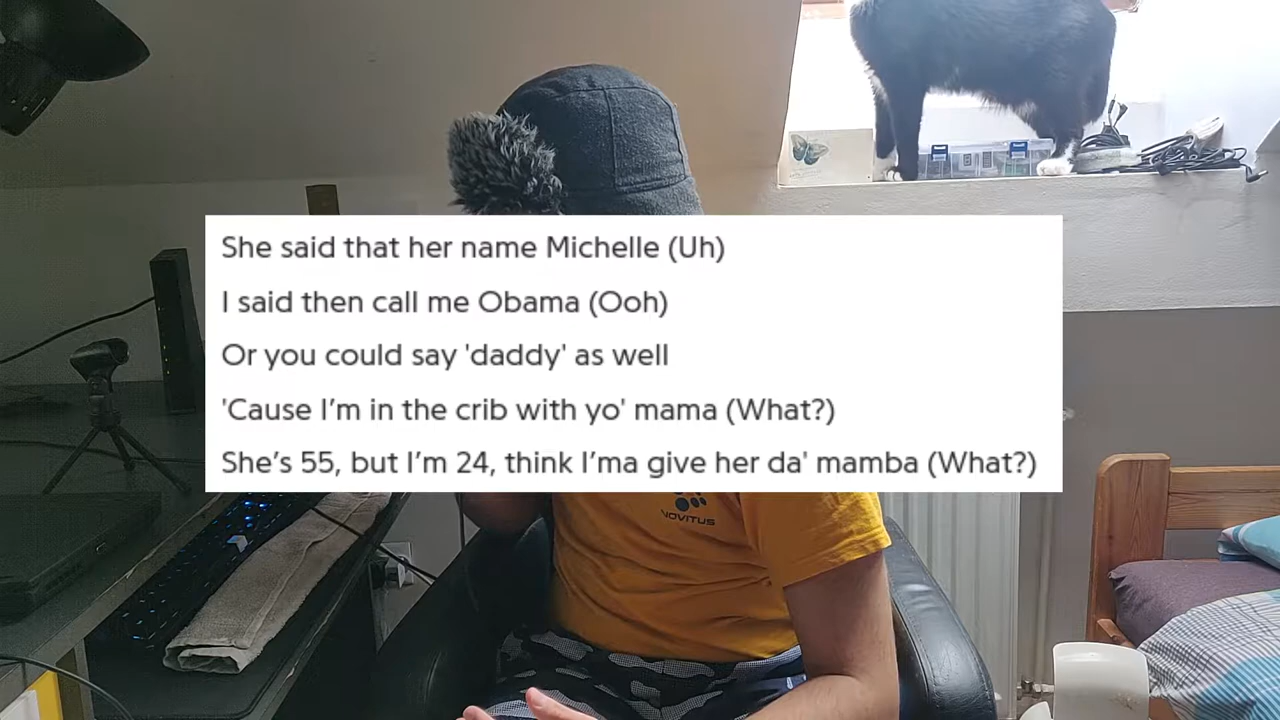 She said that her name Michelle (Uh)
I said then call me Obama (Ooh)
Or you could say 'daddy' as well
'Cause I’m in the crib with yo' mama (What?)
She’s 55, but I’m 24, think I’ma give her da' mamba (What?)
NOVITUS